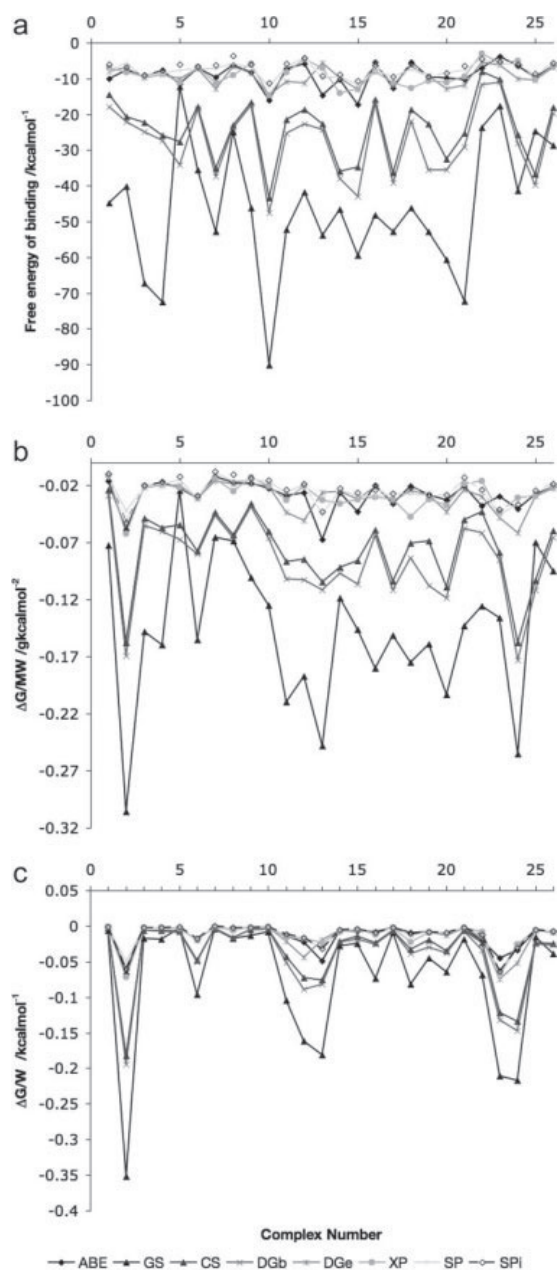 a
0 5 10 15 20 25
0
-10
-20
-30
-40
-50
-60
-70
-80
-90
-100
Free energy of binding /kcalmol⁻¹
b
0 5 10 15 20 25
-0.02
-0.07
-0.12
-0.17
-0.22
-0.27
-0.32
ΔG/MW /gkcalmol⁻²
c
0 5 10 15 20 25
0.05
0
-0.05
-0.1
-0.15
-0.2
-0.25
-0.3
-0.35
-0.4
ΔG/W /kcalmol⁻¹
Complex Number
ABE GS CS DGb DGe XP SP SPi